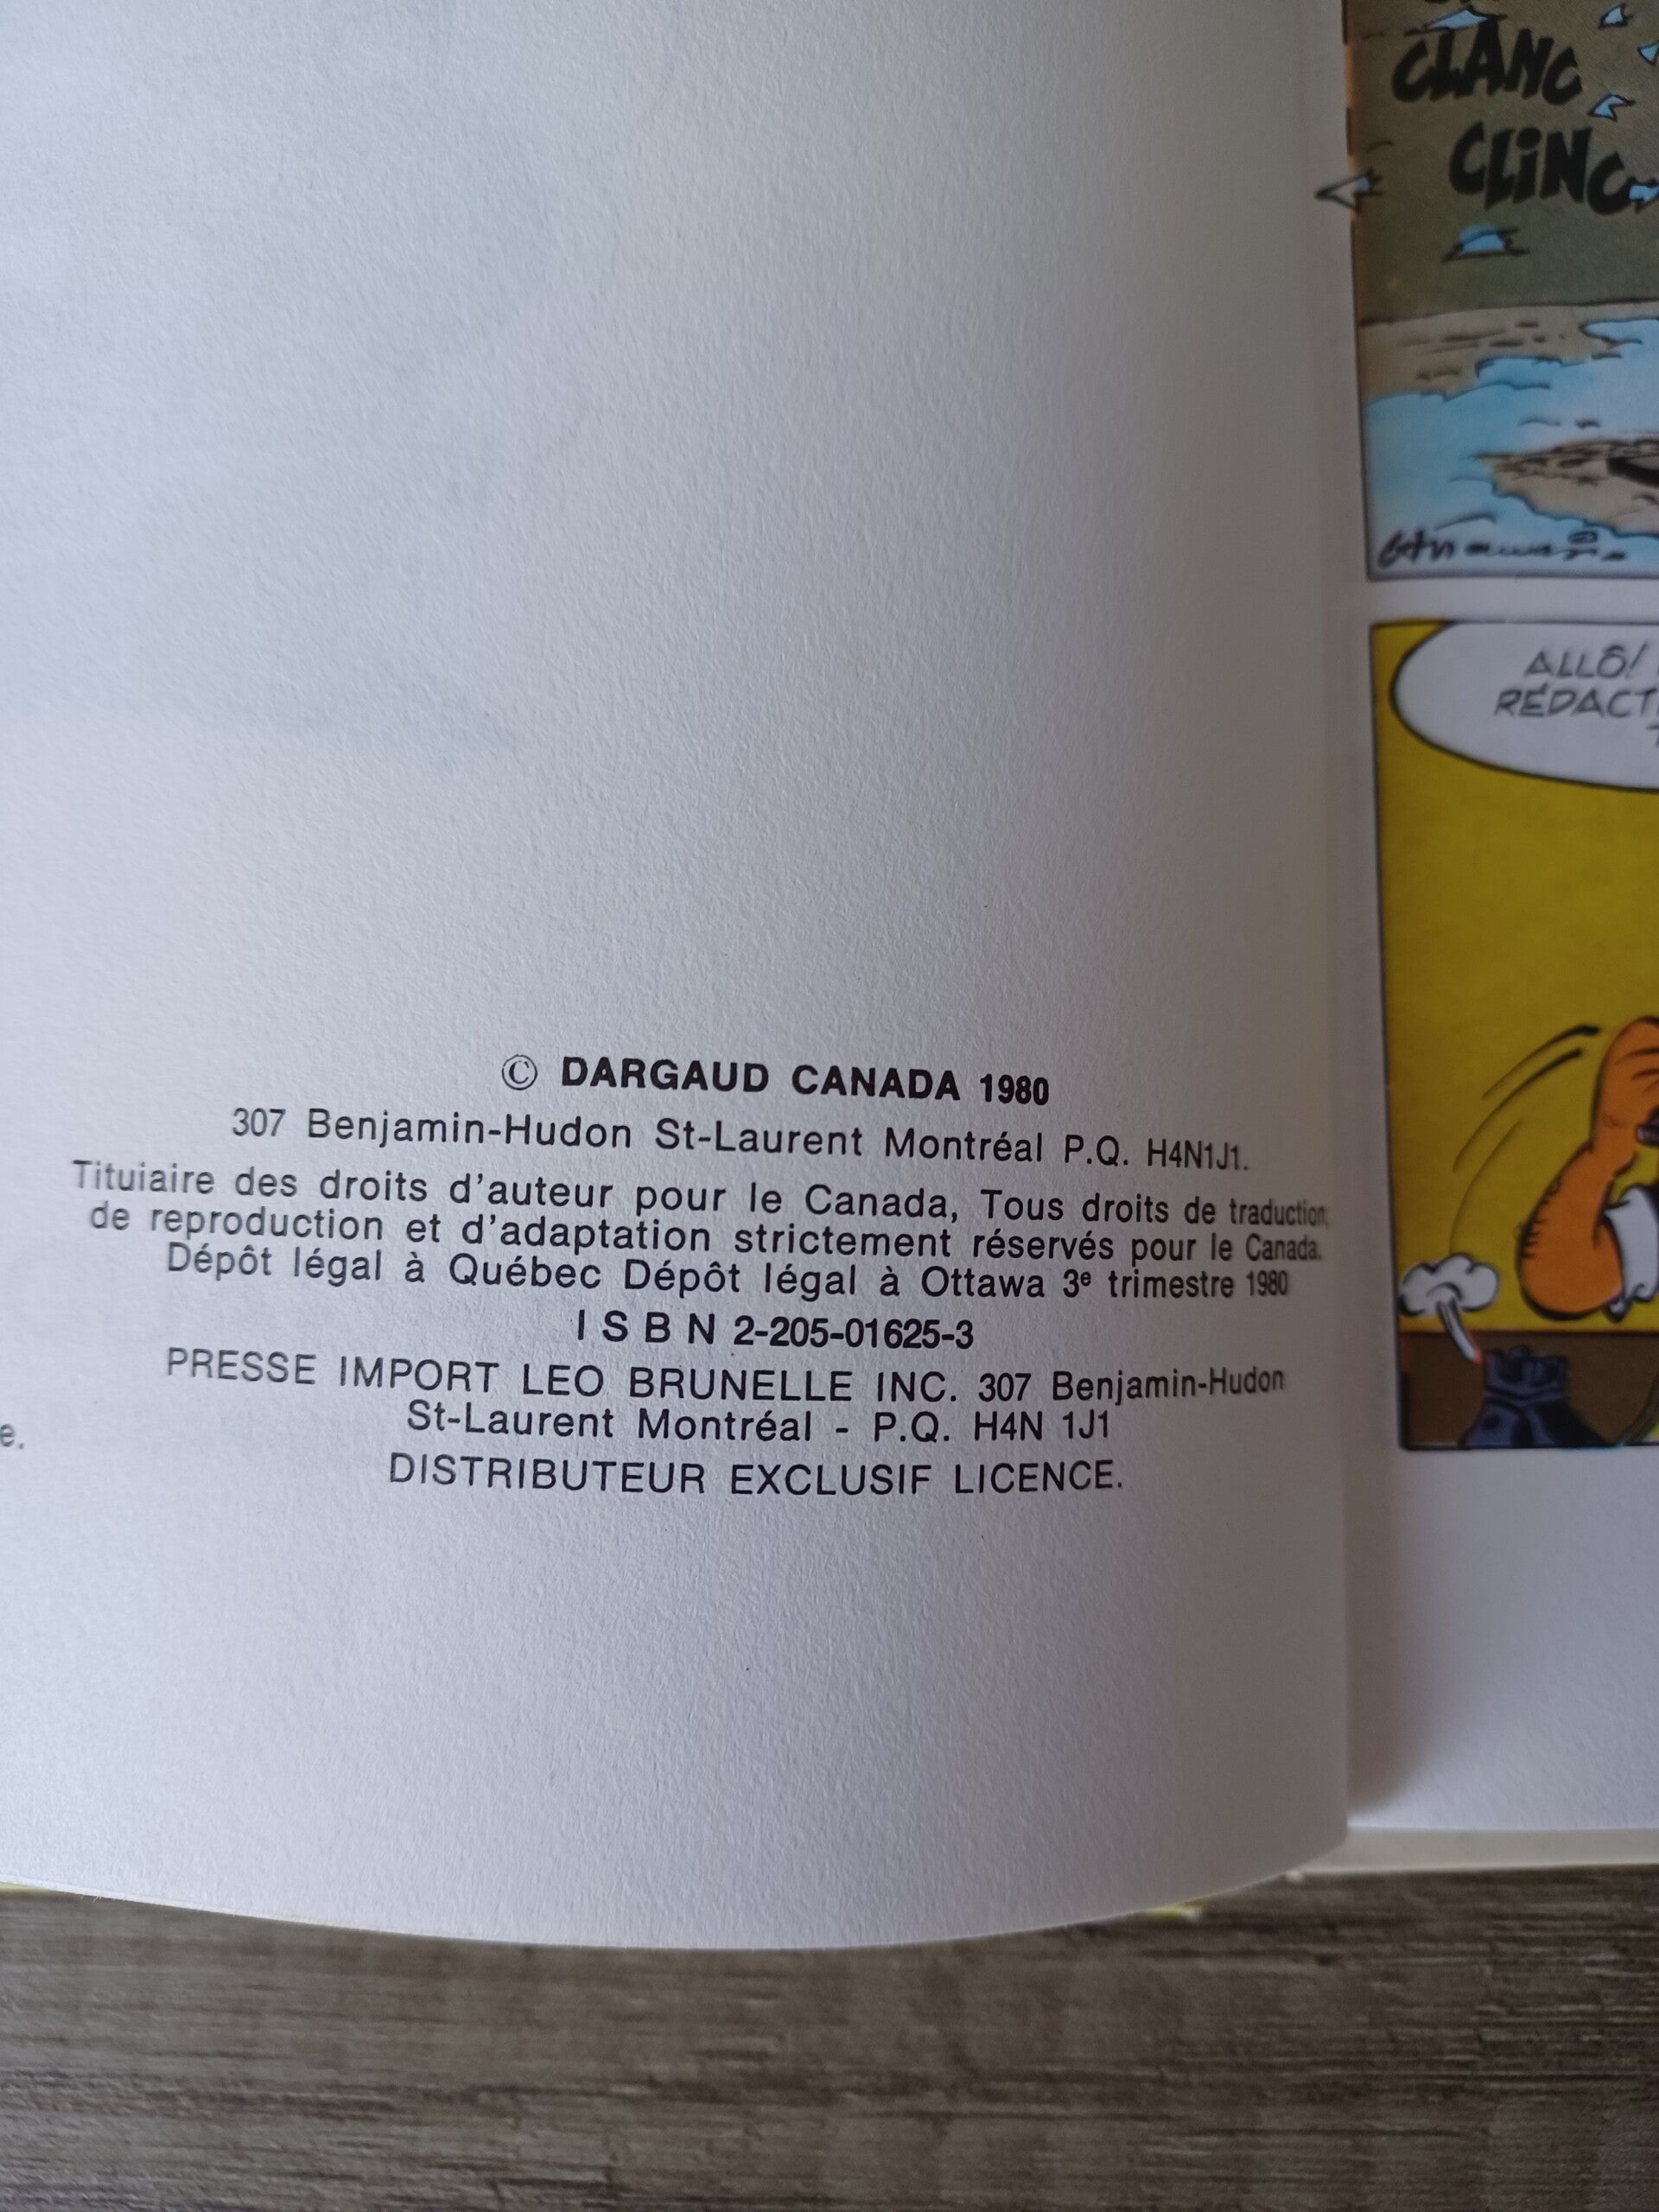 © DARGAUD CANADA 1980
307 Benjamin-Hudon St-Laurent Montréal P.Q. H4N1J1.
Tituiaire des droits d'auteur pour le Canada, Tous droits de traduction,
de reproduction et d'adaptation strictement réservés pour le Canada.
Dépôt légal à Québec Dépôt légal à Ottawa 3e trimestre 1980
I S B N 2-205-01625-3
PRESSE IMPORT LEO BRUNELLE INC. 307 Benjamin-Hudon
St-Laurent Montréal - P.Q. H4N 1J1
DISTRIBUTEUR EXCLUSIF LICENCE.
e.
CLANG
CLING
ALLÔ!
RÉDACT